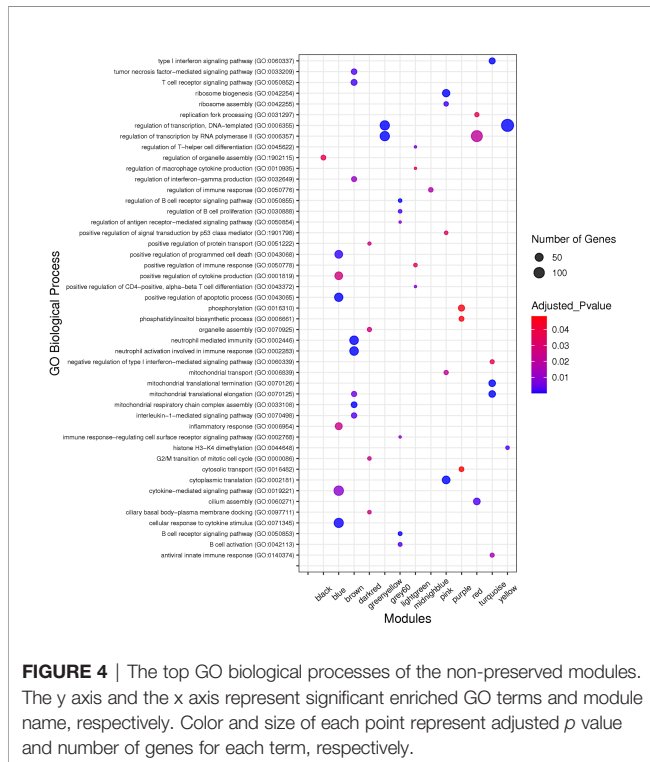 type I interferon signaling pathway (GO:0060337)
tumor necrosis factor−mediated signaling pathway (GO:0033209)
T cell receptor signaling pathway (GO:0050852)
ribosome biogenesis (GO:0042254)
ribosome assembly (GO:0042255)
replication fork processing (GO:0031297)
regulation of transcription, DNA−templated (GO:0006355)
regulation of transcription by RNA polymerase II (GO:0006357)
regulation of T−helper cell differentiation (GO:0045622)
regulation of organelle assembly (GO:1902115)
regulation of macrophage cytokine production (GO:0010935)
regulation of interferon−gamma production (GO:0032649)
regulation of immune response (GO:0050776)
regulation of B cell receptor signaling pathway (GO:0050855)
regulation of B cell proliferation (GO:0030888)
regulation of antigen receptor−mediated signaling pathway (GO:0050854)
positive regulation of signal transduction by p53 class mediator (GO:1901798)
positive regulation of protein transport (GO:0051222)
positive regulation of programmed cell death (GO:0043068)
positive regulation of immune response (GO:0050778)
positive regulation of cytokine production (GO:0001819)
positive regulation of CD4−positive, alpha−beta T cell differentiation (GO:0043372)
positive regulation of apoptotic process (GO:0043065)
phosphorylation (GO:0016310)
phosphatidylinositol biosynthetic process (GO:0006661)
organelle assembly (GO:0070925)
neutrophil mediated immunity (GO:0002446)
neutrophil activation involved in immune response (GO:0002283)
negative regulation of type I interferon−mediated signaling pathway (GO:0060339)
mitochondrial transport (GO:0006839)
mitochondrial translational termination (GO:0070126)
mitochondrial translational elongation (GO:0070125)
mitochondrial respiratory chain complex assembly (GO:0033108)
interleukin−1−mediated signaling pathway (GO:0070498)
inflammatory response (GO:0006954)
immune response−regulating cell surface receptor signaling pathway (GO:0002768)
histone H3−K4 dimethylation (GO:0044648)
G2/M transition of mitotic cell cycle (GO:0000086)
cytosolic transport (GO:0016482)
cytoplasmic translation (GO:0002181)
cytokine−mediated signaling pathway (GO:0019221)
cilium assembly (GO:0060271)
ciliary basal body−plasma membrane docking (GO:0097711)
cellular response to cytokine stimulus (GO:0071345)
B cell receptor signaling pathway (GO:0050853)
B cell activation (GO:0042113)
antiviral innate immune response (GO:0140374)
GO Biological Process
black
blue
brown
darkred
greenyellow
grey60
lightgreen
midnighblue
pink
purple
red
turquoise
yellow
Modules
Number of Genes
50
100
Adjusted_Pvalue
0.04
0.03
0.02
0.01
FIGURE 4 | The top GO biological processes of the non-preserved modules.
The y axis and the x axis represent significant enriched GO terms and module
name, respectively. Color and size of each point represent adjusted p value
and number of genes for each term, respectively.